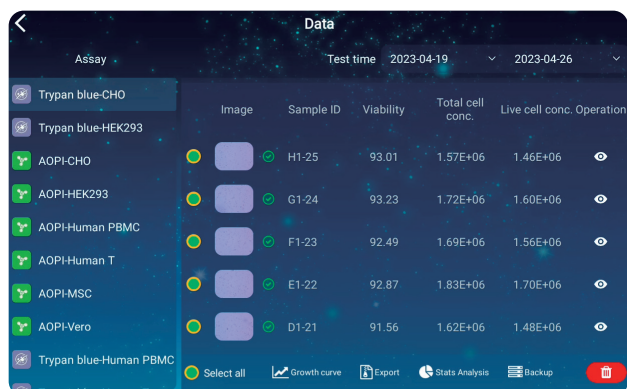 Data
Assay
Test time 2023-04-19 2023-04-26
Trypan blue-CHO
Trypan blue-HEK293
AOPI-CHO
AOPI-HEK293
AOPI-Human PBMC
AOPI-Human T
AOPI-MSC
AOPI-Vero
Trypan blue-Human PBMC
Image Sample ID Viability Total cell conc. Live cell conc. Operation
H1-25 93.01 1.57E+06 1.46E+06
G1-24 93.23 1.72E+06 1.60E+06
F1-23 92.49 1.69E+06 1.56E+06
E1-22 92.87 1.83E+06 1.70E+06
D1-21 91.56 1.62E+06 1.48E+06
Select all Growth curve Export Stats Analysis Backup